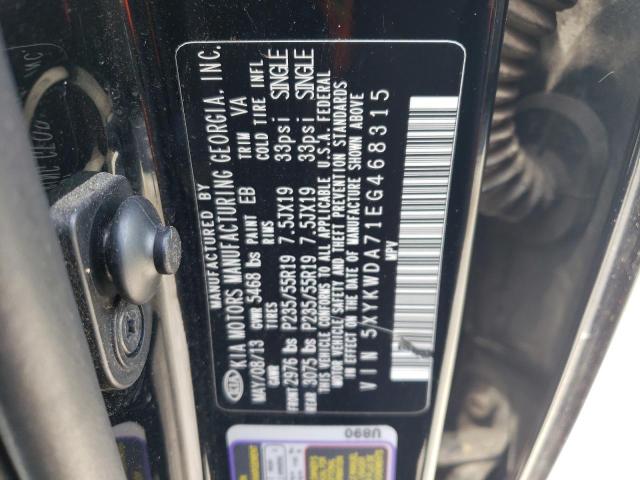 MANUFACTURED BY
KIA KIA MOTORS MANUFACTURING GEORGIA, INC.
MAY/08/13 GVWR 5468 lbs PAINT EB TRIM VA
GAWR TIRES RIMS COLD TIRE INFL
FRONT 2976 lbs P235/55R19 7.5JX19 33psi SINGLE
REAR 3075 lbs P235/55R19 7.5JX19 33psi SINGLE
THIS VEHICLE CONFORMS TO ALL APPLICABLE U.S.A. FEDERAL
MOTOR VEHICLE/SAFETY AND THEFT PREVENTION STANDARDS
IN EFFECT ON THE DATE OF MANUFACTURE SHOWN ABOVE
VIN 5XYKWDA71EG468315
MPV
U890